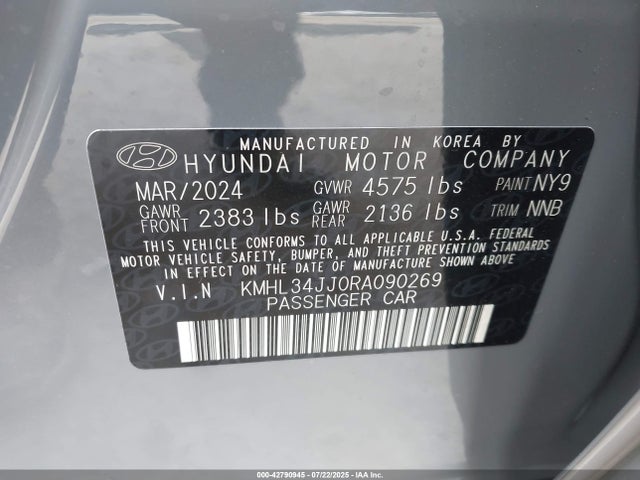 MANUFACTURED IN KOREA BY
HYUNDAI MOTOR COMPANY
MAR/2024 GVWR 4575 lbs PAINT NY9
GAWR FRONT 2383 lbs GAWR REAR 2136 lbs TRIM NNB
THIS VEHICLE CONFORMS TO ALL APPLICABLE U.S.A. FEDERAL
MOTOR VEHICLE SAFETY, BUMPER, AND THEFT PREVENTION STANDARDS
IN EFFECT ON THE DATE OF MANUFACTURE SHOWN ABOVE
V.I.N KMHL34JJ0RA090269
PASSENGER CAR
000-42790945 - 07/22/2025 - IAAI.COM